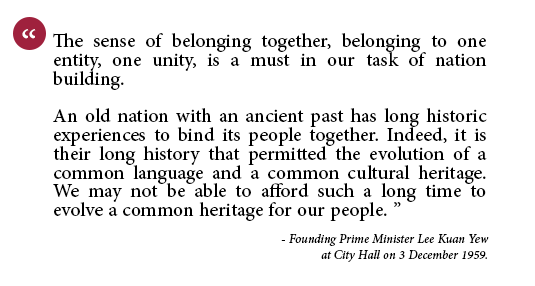 “
The sense of belonging together, belonging to one
entity, one unity, is a must in our task of nation
building.
An old nation with an ancient past has long historic
experiences to bind its people together. Indeed, it is
their long history that permitted the evolution of a
common language and a common cultural heritage.
We may not be able to afford such a long time to
evolve a common heritage for our people. ”
- Founding Prime Minister Lee Kuan Yew
at City Hall on 3 December 1959.